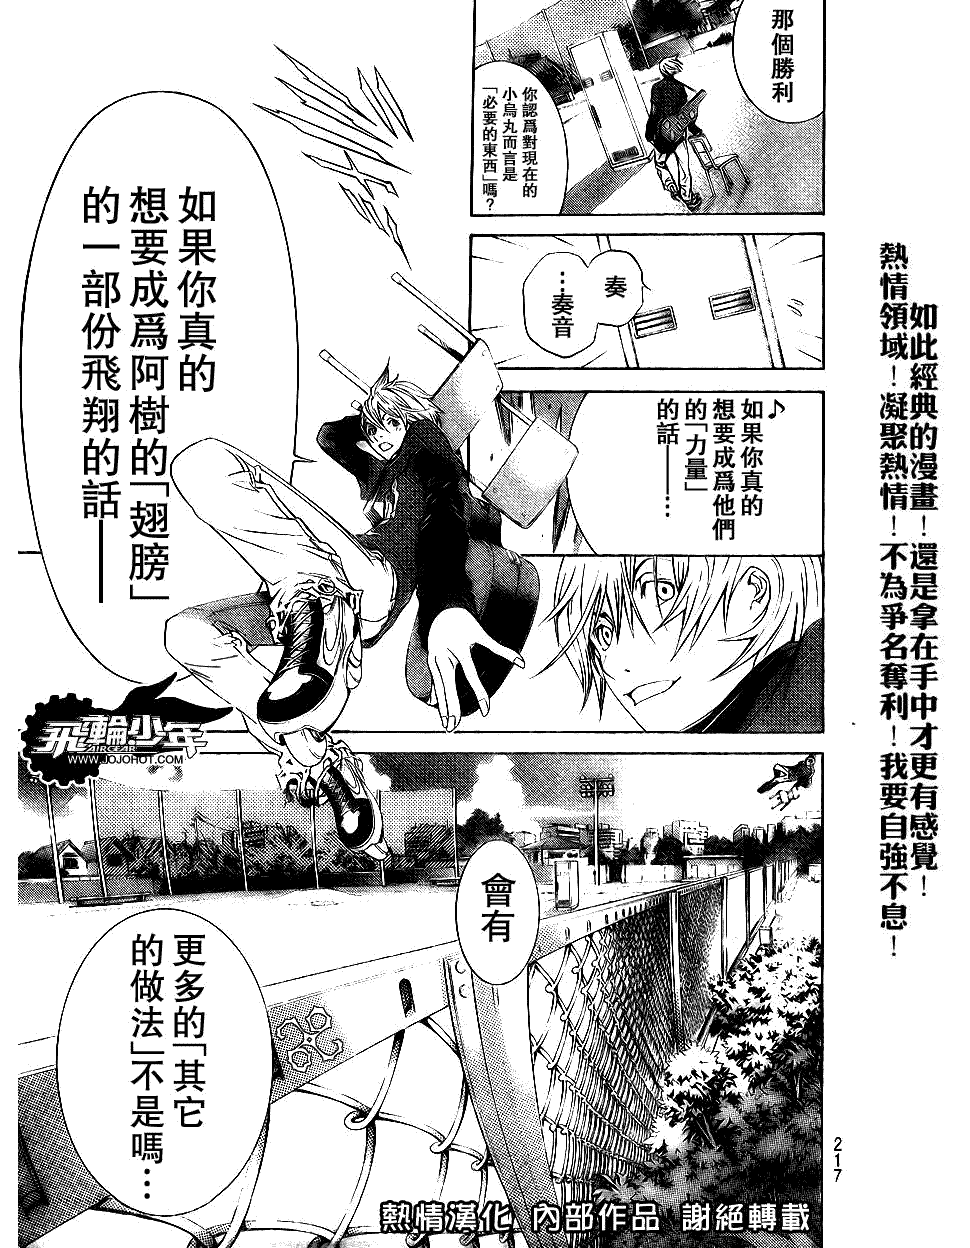 那個勝利
你認爲對現在的
小烏丸而言是
「必要的東西」嗎?
奏
…奏音
♪如果你真的
想要成爲他們
的「力量」
的話——…
如果你真的
想要成爲阿樹的「翅膀」
的一部份飛翔的話——
會有
更多的「其它
的做法」不是嗎…
飛輪少年
AIRGEAR
WWW.JOJOHOT.COM
如此經典的漫畫!還是拿在手中才更有感覺!
熱情領域!凝聚熱情!不為爭名奪利!我要自強不息!
217
熱情漢化 內部作品 謝絕轉載